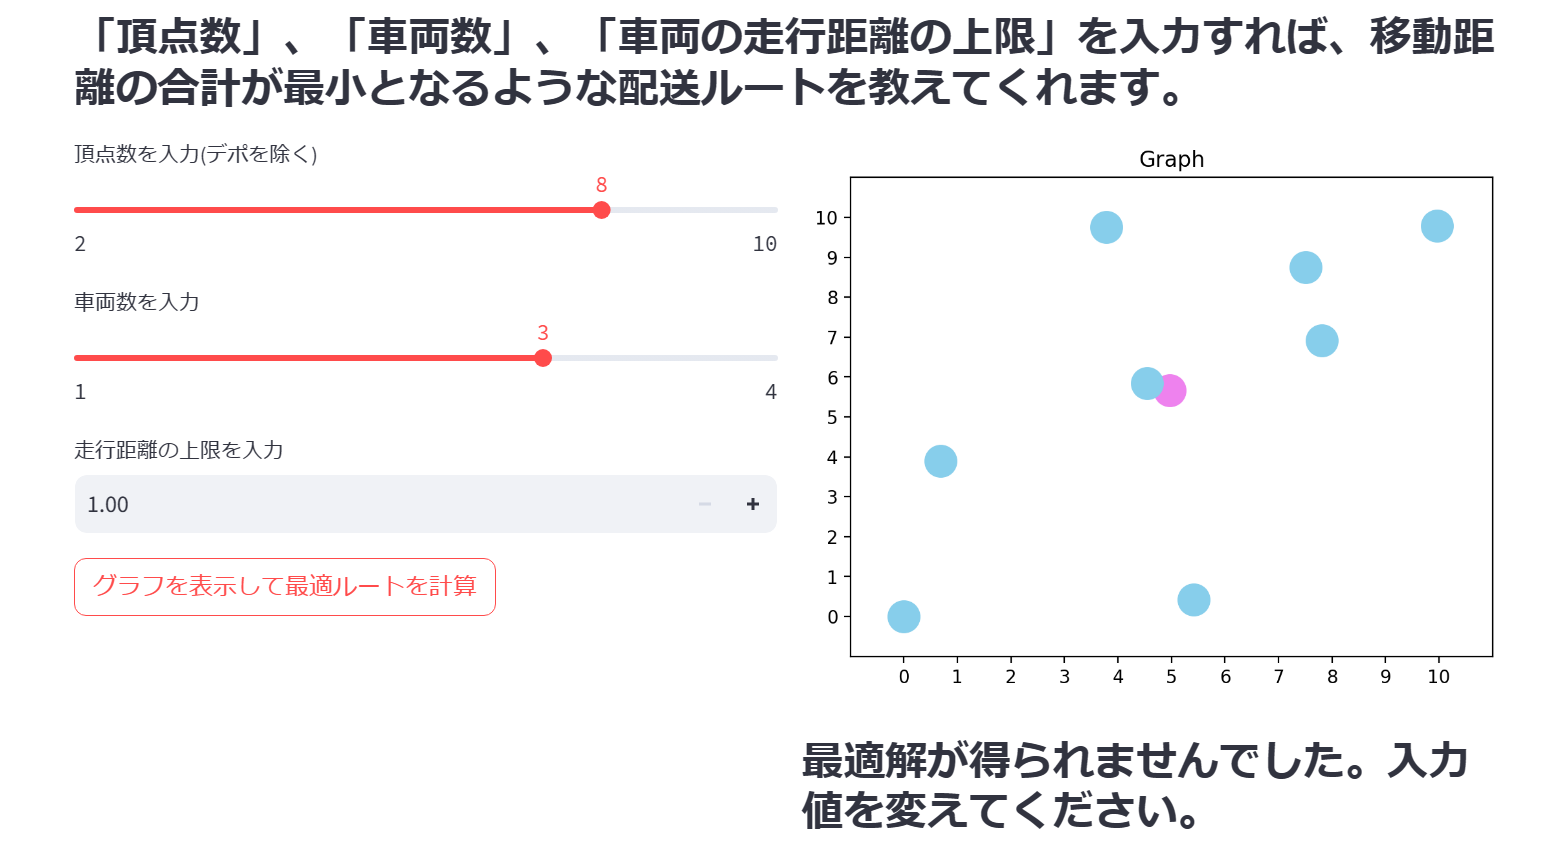 「頂点数」、「車両数」、「車両の走行距離の上限」を入力すれば、移動距
離の合計が最小となるような配送ルートを教えてくれます。
頂点数を入力(デポを除く)
8
2
10
車両数を入力
3
1
4
走行距離の上限を入力
1.00
グラフを表示して最適ルートを計算
Graph
10
9
8
7
6
5
4
3
2
1
0
0 1 2 3 4 5 6 7 8 9 10
最適解が得られませんでした。入力
値を変えてください。